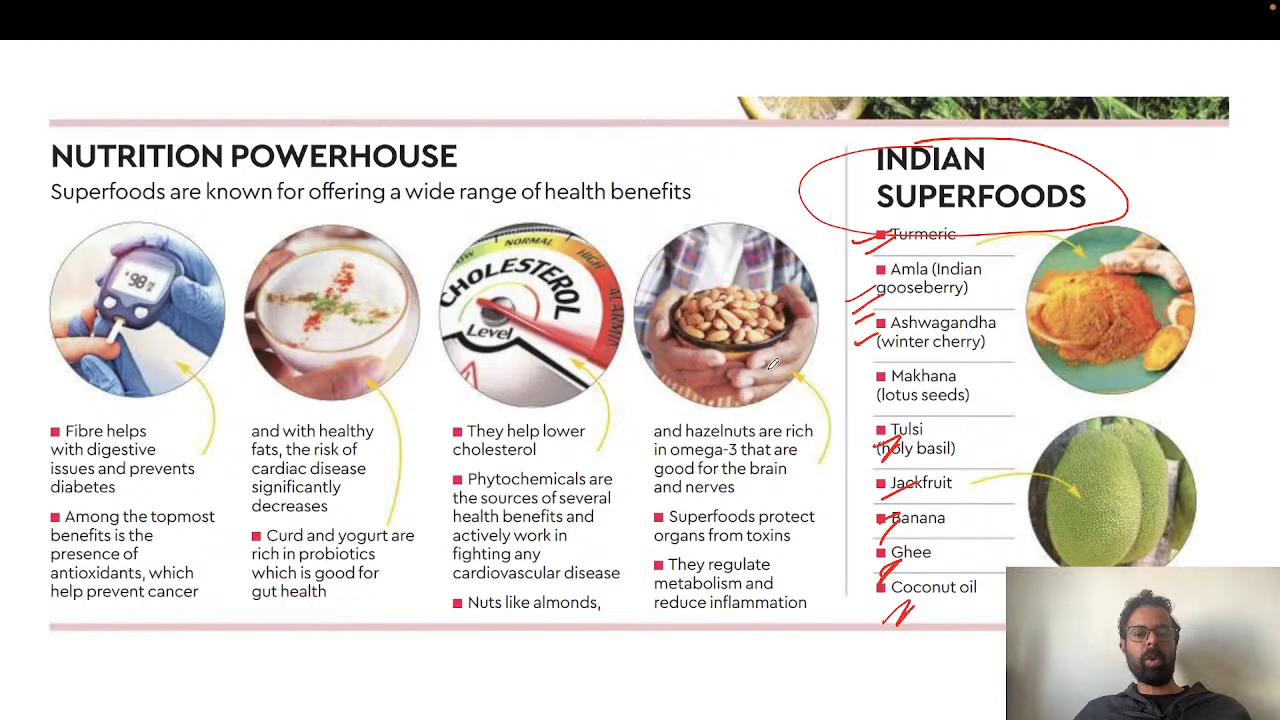 NUTRITION POWERHOUSE
Superfoods are known for offering a wide range of health benefits
98
LOW NORMAL HIGH ALARMING
CHOLESTEROL
Level
Fibre helps
with digestive
issues and prevents
diabetes
Among the topmost
benefits is the
presence of
antioxidants, which
help prevent cancer
and with healthy
fats, the risk of
cardiac disease
significantly
decreases
Curd and yogurt are
rich in probiotics
which is good for
gut health
They help lower
cholesterol
Phytochemicals are
the sources of several
health benefits and
actively work in
fighting any
cardiovascular disease
Nuts like almonds,
and hazelnuts are rich
in omega-3 that are
good for the brain
and nerves
Superfoods protect
organs from toxins
They regulate
metabolism and
reduce inflammation
INDIAN
SUPERFOODS
Turmeric
Amla (Indian
gooseberry)
Ashwagandha
(winter cherry)
Makhana
(lotus seeds)
Tulsi
(holy basil)
Jackfruit
Banana
Ghee
Coconut oil